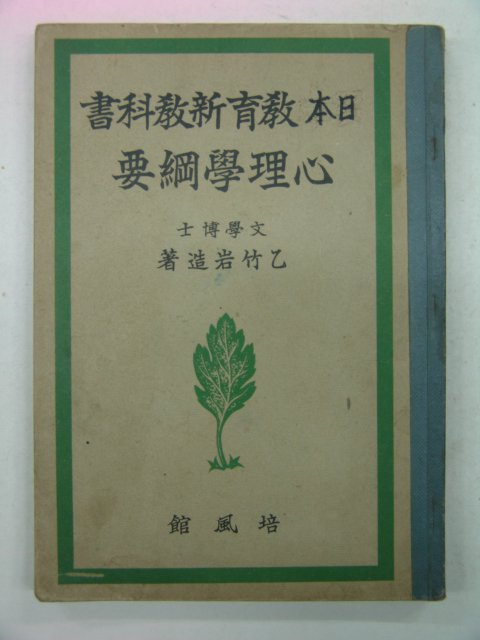 日本教育新教科書
心理學綱要
文學博士
乙竹岩造著
培風館